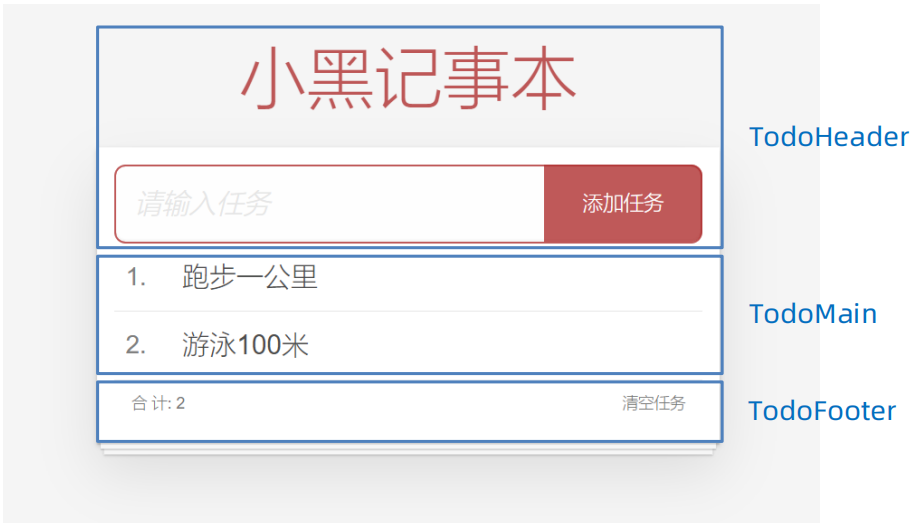 小黑记事本
TodoHeader
请输入任务
添加任务
1. 跑步一公里
2. 游泳100米
TodoMain
合 计: 2
清空任务
TodoFooter